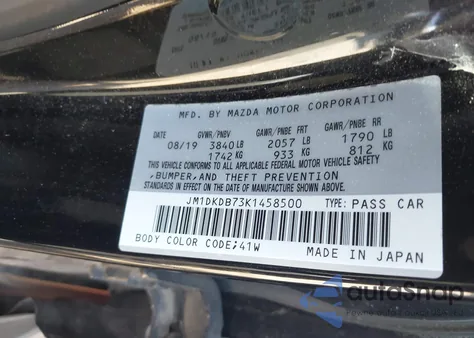 MFD. BY MAZDA MOTOR CORPORATION
DATE GVWR/PNBV GAWR/PNBE FRT GAWR/PNBE RR
08/19 3840 LB 2057 LB 1790 LB
1742 KG 933 KG 812 KG
THIS VEHICLE CONFORMS TO ALL APPLICABLE FEDERAL MOTOR VEHICLE SAFETY,
BUMPER, AND THEFT PREVENTION
STANDARDS IN EFFECT ON THE DATE OF MANUFACTURE SHOWN ABOVE.
JM1DKDB73K1458500 TYPE: PASS CAR
BODY COLOR CODE:41W MADE IN JAPAN
autoSnap